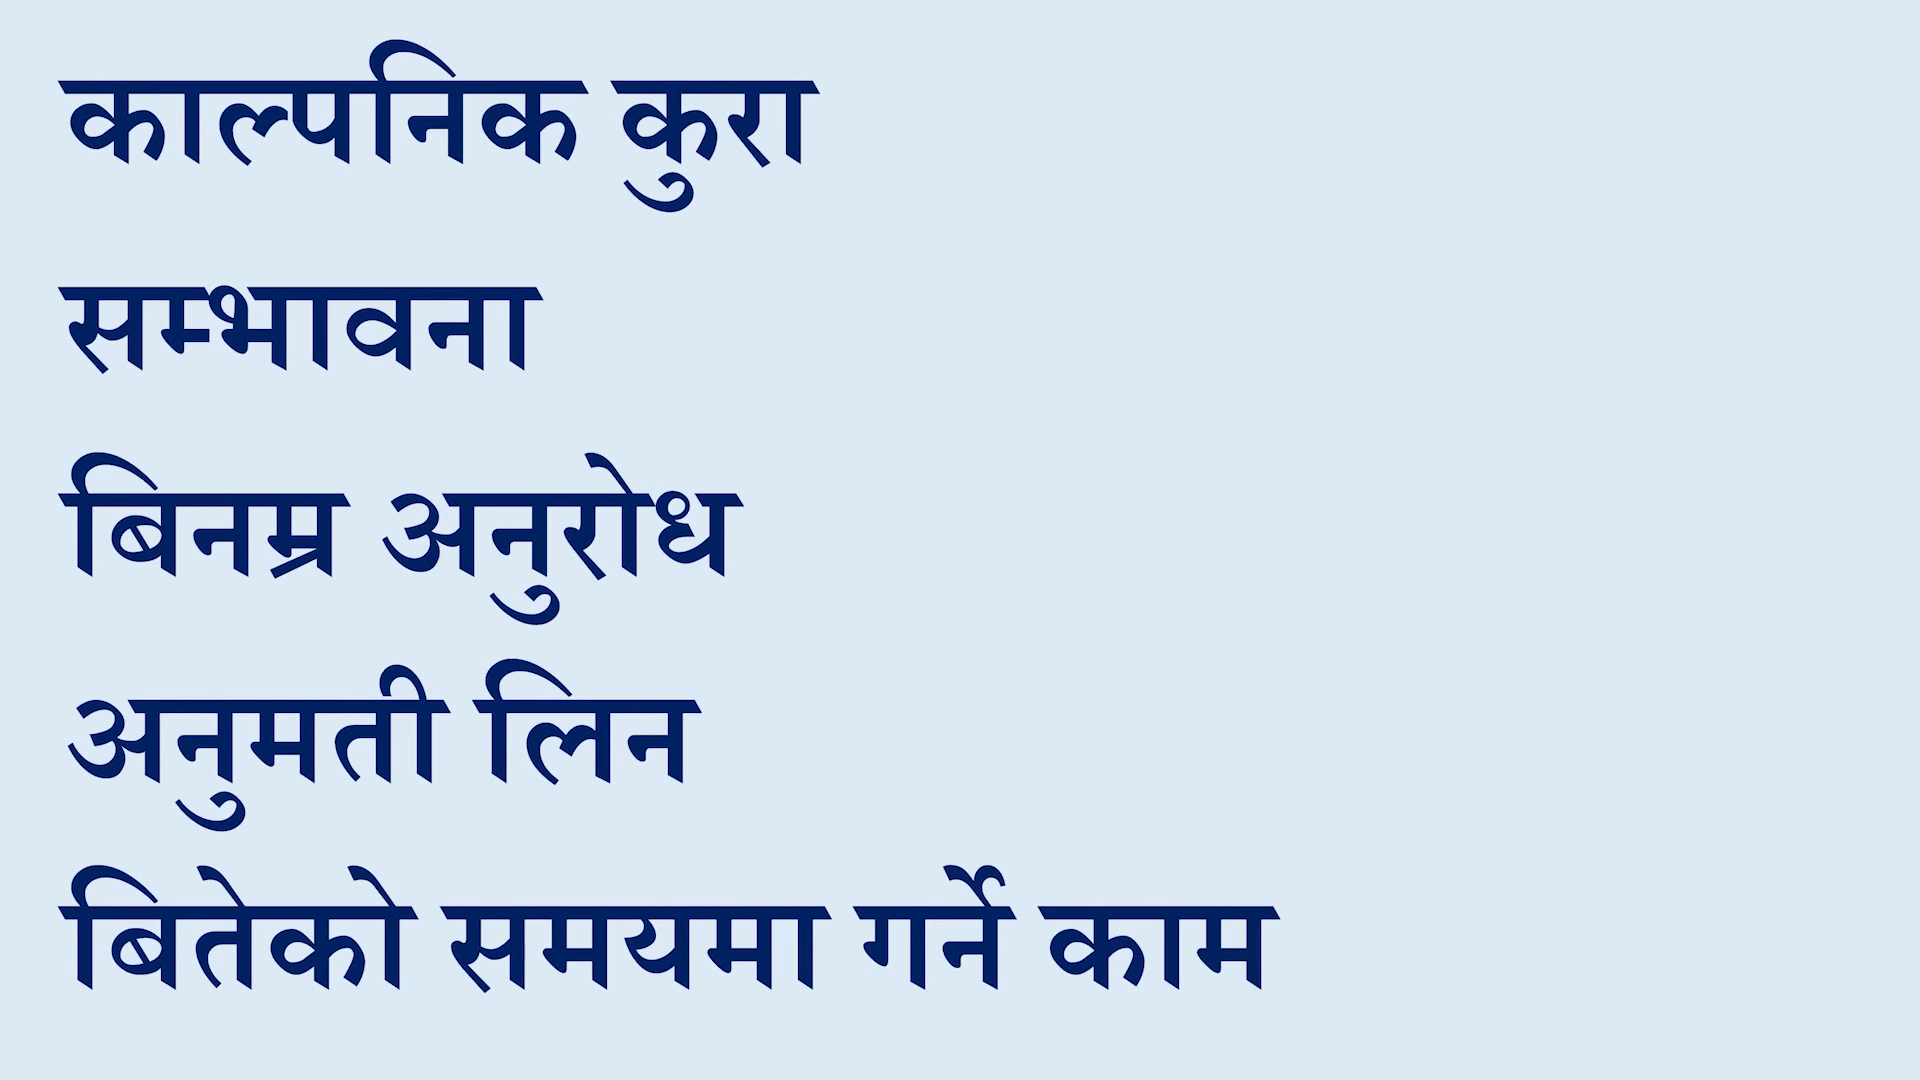 काल्पनिक कुरा
सम्भावना
बिनम्र अनुरोध
अनुमती लिन
बितेको समयमा गर्ने काम